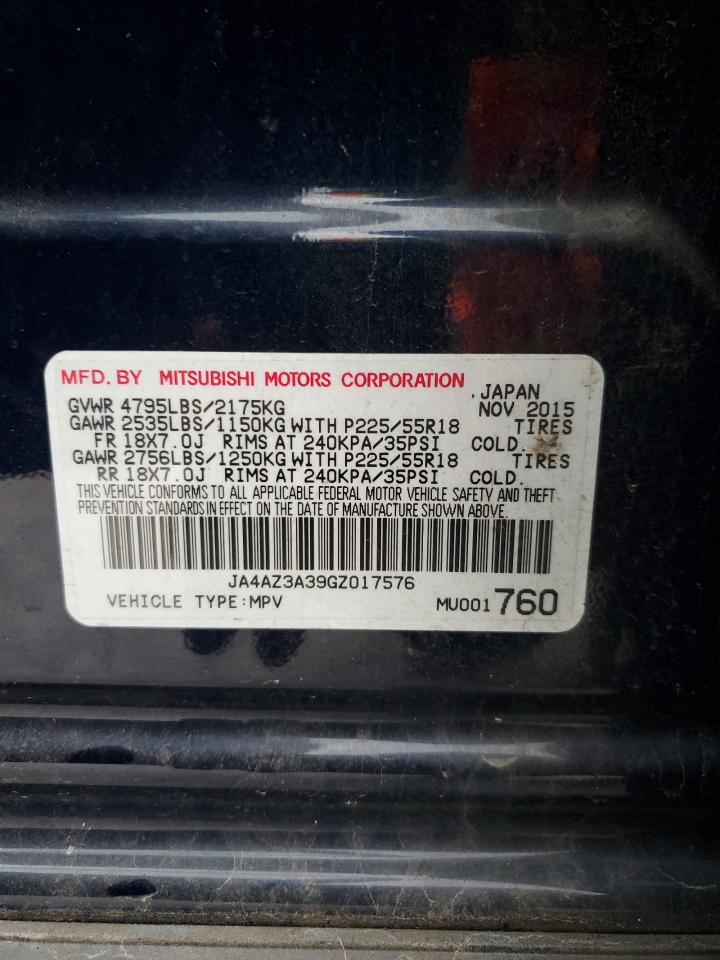 MFD. BY MITSUBISHI MOTORS CORPORATION , JAPAN
GVWR 4795LBS/2175KG NOV 2015
GAWR 2535LBS/1150KG WITH P225/55R18 TIRES
FR 18X7.0J RIMS AT 240KPA/35PSI COLD.
GAWR 2756LBS/1250KG WITH P225/55R18 TIRES
RR 18X7.0J RIMS AT 240KPA/35PSI COLD.
THIS VEHICLE CONFORMS TO ALL APPLICABLE FEDERAL MOTOR VEHICLE SAFETY AND THEFT
PREVENTION STANDARDS IN EFFECT ON THE DATE OF MANUFACTURE SHOWN ABOVE.
JA4AZ3A39GZ017576
VEHICLE TYPE:MPV MU001760